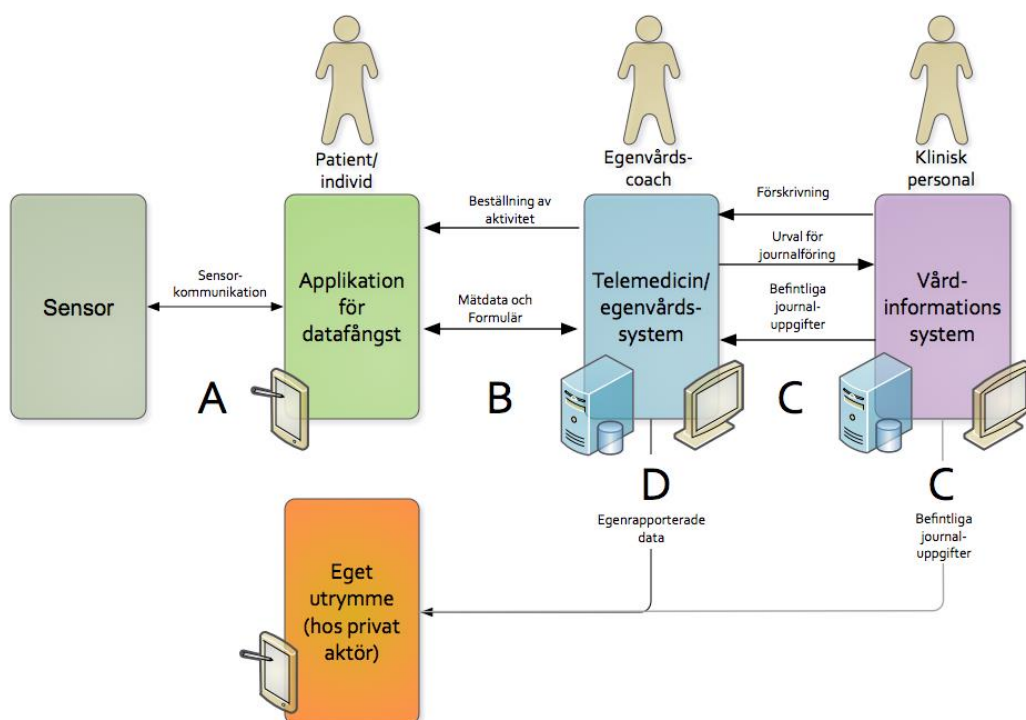 Patient/
individ
Egenvårds-
coach
Klinisk
personal
Sensor
Sensor-
kommunikation
Applikation
för
datafångst
Beställning av
aktivitet
Mätdata och
Formulär
Telemedicin/
egenvårds-
system
Förskrivning
Urval för
journalföring
Befintliga
journal-
uppgifter
Vård-
informations
system
A
B
C
D
C
Egenrapporterade
data
Befintliga
journal-
uppgifter
Eget
utrymme
(hos privat
aktör)